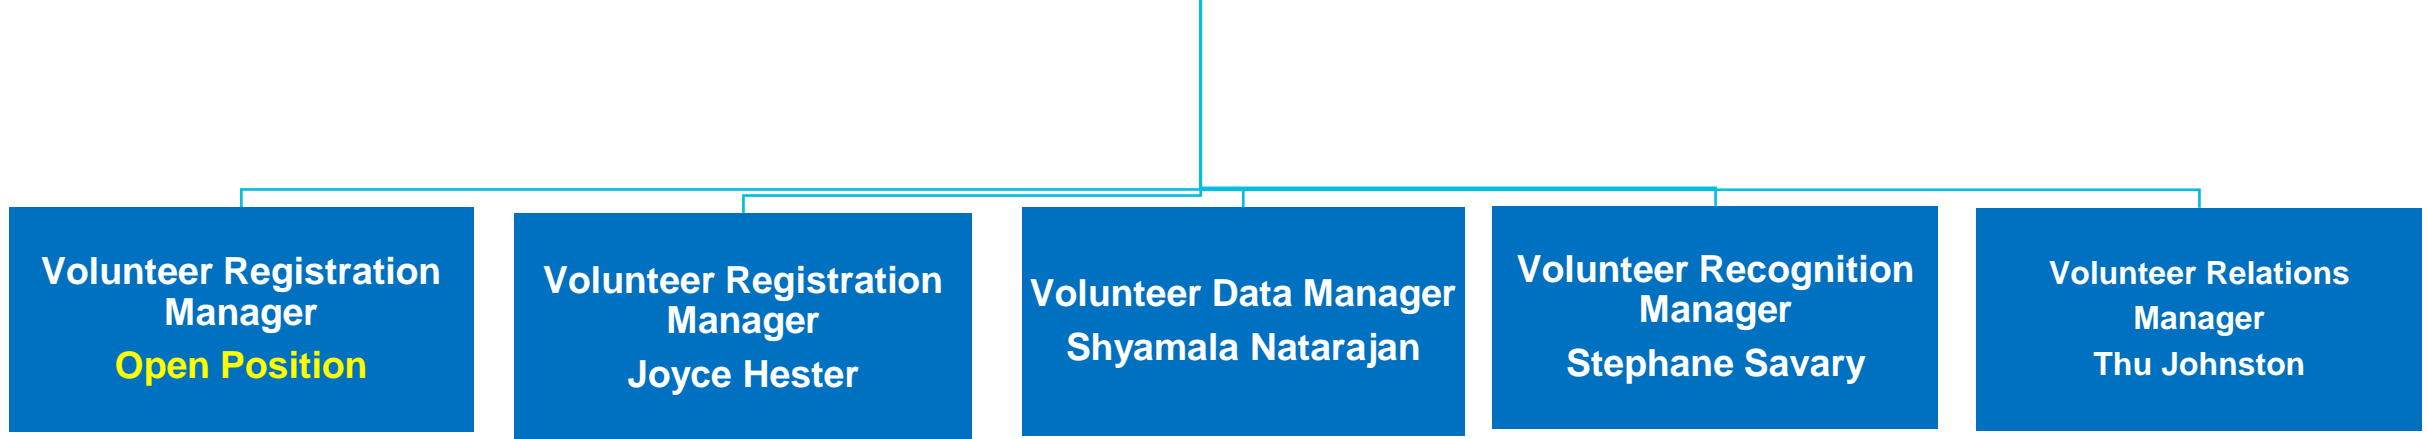 Volunteer Registration
Manager
Open Position
Volunteer Registration
Manager
Joyce Hester
Volunteer Data Manager
Shyamala Natarajan
Volunteer Recognition
Manager
Stephane Savary
Volunteer Relations
Manager
Thu Johnston